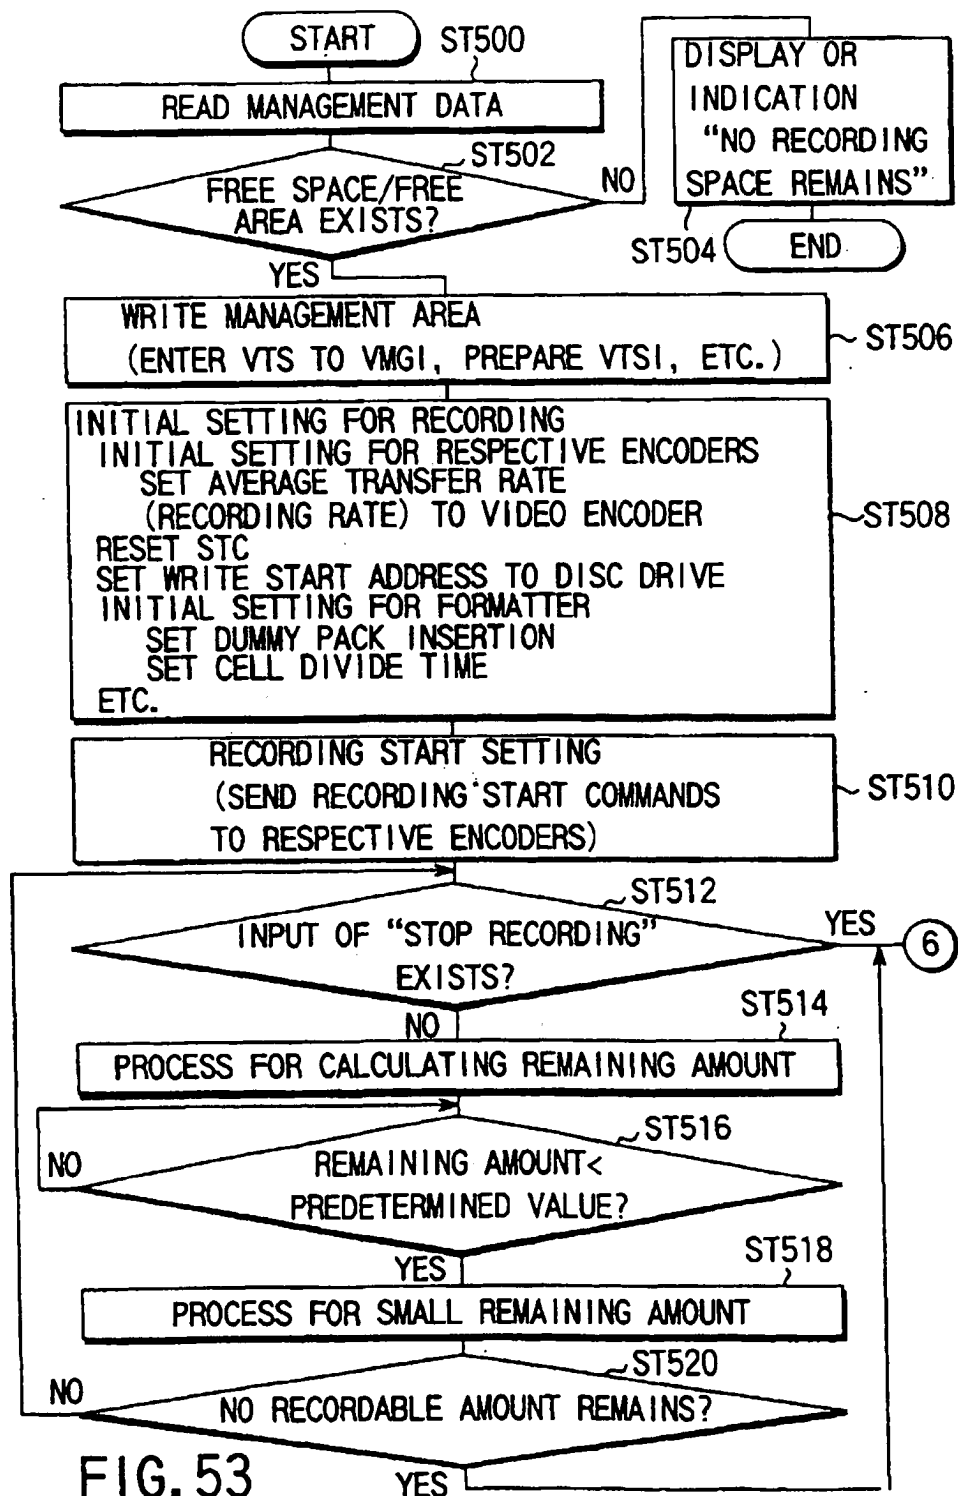 START
ST500
READ MANAGEMENT DATA
ST502
FREE SPACE/FREE
AREA EXISTS?
NO
DISPLAY OR
INDICATION
“NO RECORDING
SPACE REMAINS”
ST504
END
YES
WRITE MANAGEMENT AREA
(ENTER VTS TO VMGI, PREPARE VTSI, ETC.)
ST506
INITIAL SETTING FOR RECORDING
INITIAL SETTING FOR RESPECTIVE ENCODERS
SET AVERAGE TRANSFER RATE
(RECORDING RATE) TO VIDEO ENCODER
RESET STC
SET WRITE START ADDRESS TO DISC DRIVE
INITIAL SETTING FOR FORMATTER
SET DUMMY PACK INSERTION
SET CELL DIVIDE TIME
ETC.
ST508
RECORDING START SETTING
(SEND RECORDING START COMMANDS
TO RESPECTIVE ENCODERS)
ST510
ST512
INPUT OF “STOP RECORDING”
EXISTS?
YES
6
NO
ST514
PROCESS FOR CALCULATING REMAINING AMOUNT
ST516
NO
REMAINING AMOUNT<
PREDETERMINED VALUE?
YES
ST518
PROCESS FOR SMALL REMAINING AMOUNT
ST520
NO
NO RECORDABLE AMOUNT REMAINS?
YES
FIG. 53